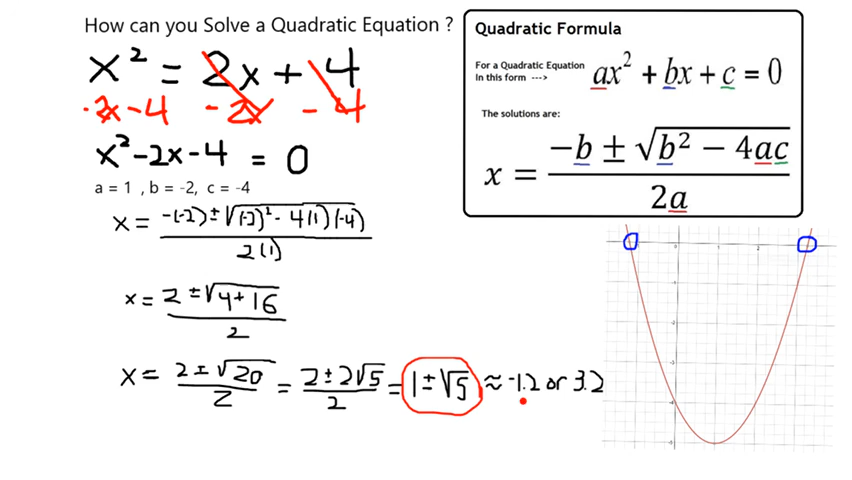 How can you Solve a Quadratic Equation ?
x² = 2x + 4
-2x-4 -2x -4
x²-2x-4 = 0
a = 1 , b = -2, c = -4
x = (-(-2)±√((-2)²-4(1)(-4)))/(2(1))
x = (2±√(4+16))/2
x = (2±√20)/2 = (2±2√5)/2 = 1±√5 ≈ -1.2 or 3.2
Quadratic Formula
For a Quadratic Equation
In this form ---> ax² + bx + c = 0
The solutions are:
x = (-b ± √(b² − 4ac))/(2a)